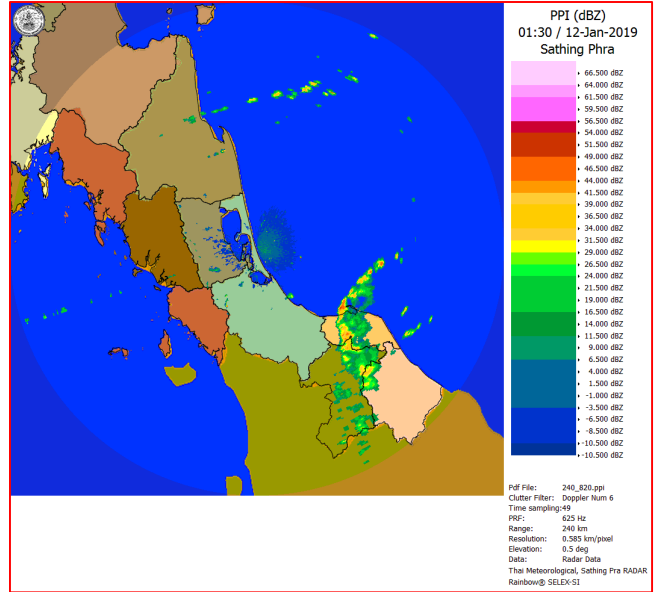 PPI (dBZ)
01:30 / 12-Jan-2019
Sathing Phra
66.500 dBZ
64.000 dBZ
61.500 dBZ
59.500 dBZ
56.500 dBZ
54.000 dBZ
51.500 dBZ
49.000 dBZ
46.500 dBZ
44.000 dBZ
41.500 dBZ
39.000 dBZ
36.500 dBZ
34.000 dBZ
31.500 dBZ
29.000 dBZ
26.500 dBZ
24.000 dBZ
21.500 dBZ
19.000 dBZ
16.500 dBZ
14.000 dBZ
11.500 dBZ
9.000 dBZ
6.500 dBZ
4.000 dBZ
1.500 dBZ
-1.000 dBZ
-3.500 dBZ
-6.500 dBZ
-8.500 dBZ
-10.500 dBZ
-10.500 dBZ
Pdf File: 240_820.ppi
Clutter Filter: Doppler Num 6
Time sampling:49
PRF: 625 Hz
Range: 240 km
Resolution: 0.585 km/pixel
Elevation: 0.5 deg
Data: Radar Data
Thai Meteorological, Sathing Pra RADAR
Rainbow® SELEX-SI